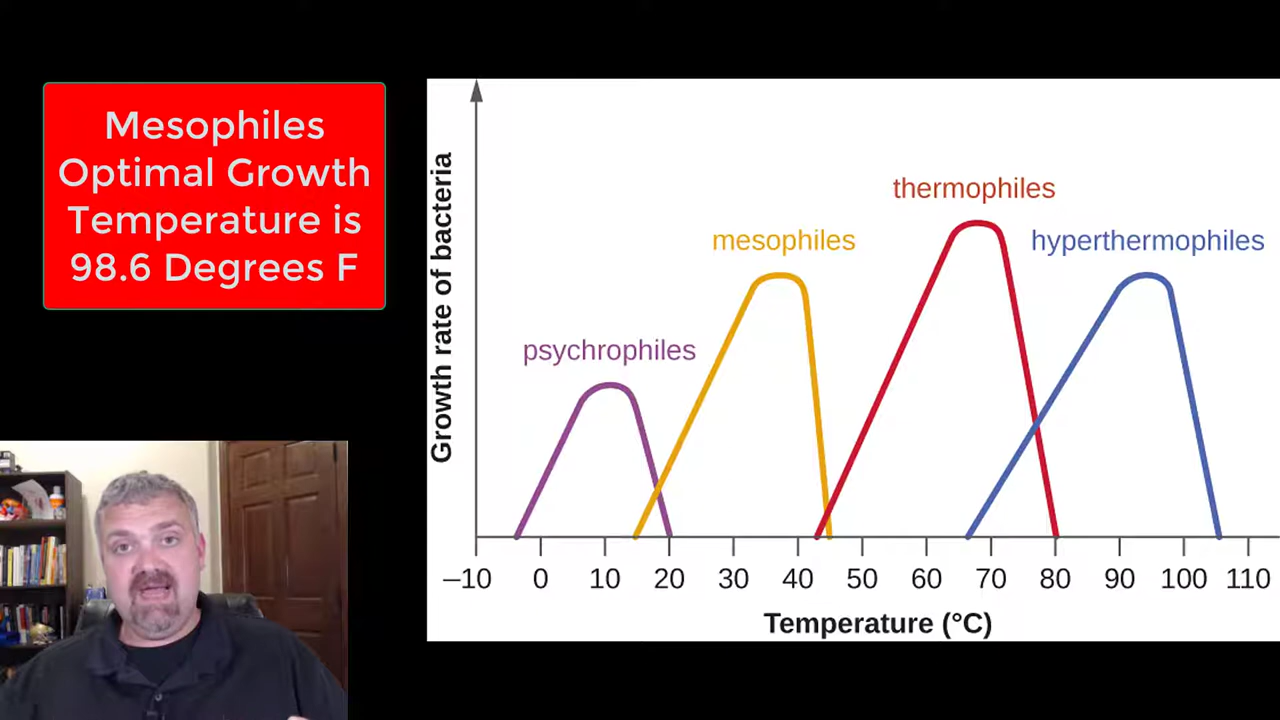 Mesophiles
Optimal Growth
Temperature is
98.6 Degrees F
Growth rate of bacteria
psychrophiles
mesophiles
thermophiles
hyperthermophiles
–10 0 10 20 30 40 50 60 70 80 90 100 110
Temperature (°C)